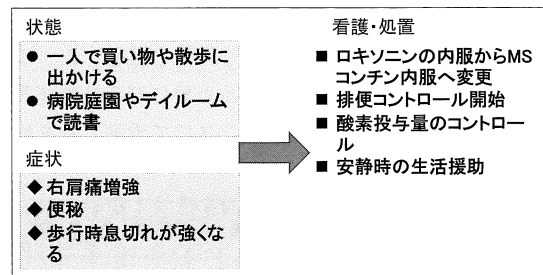 状態
● 一人で買い物や散歩に
出かける
● 病院庭園やデイルーム
で読書
症状
◆ 右肩痛増強
◆ 便秘
◆ 歩行時息切れが強くな
る
看護・処置
■ ロキソニンの内服からMS
コンチン内服へ変更
■ 排便コントロール開始
■ 酸素投与量のコントロー
ル
■ 安静時の生活援助